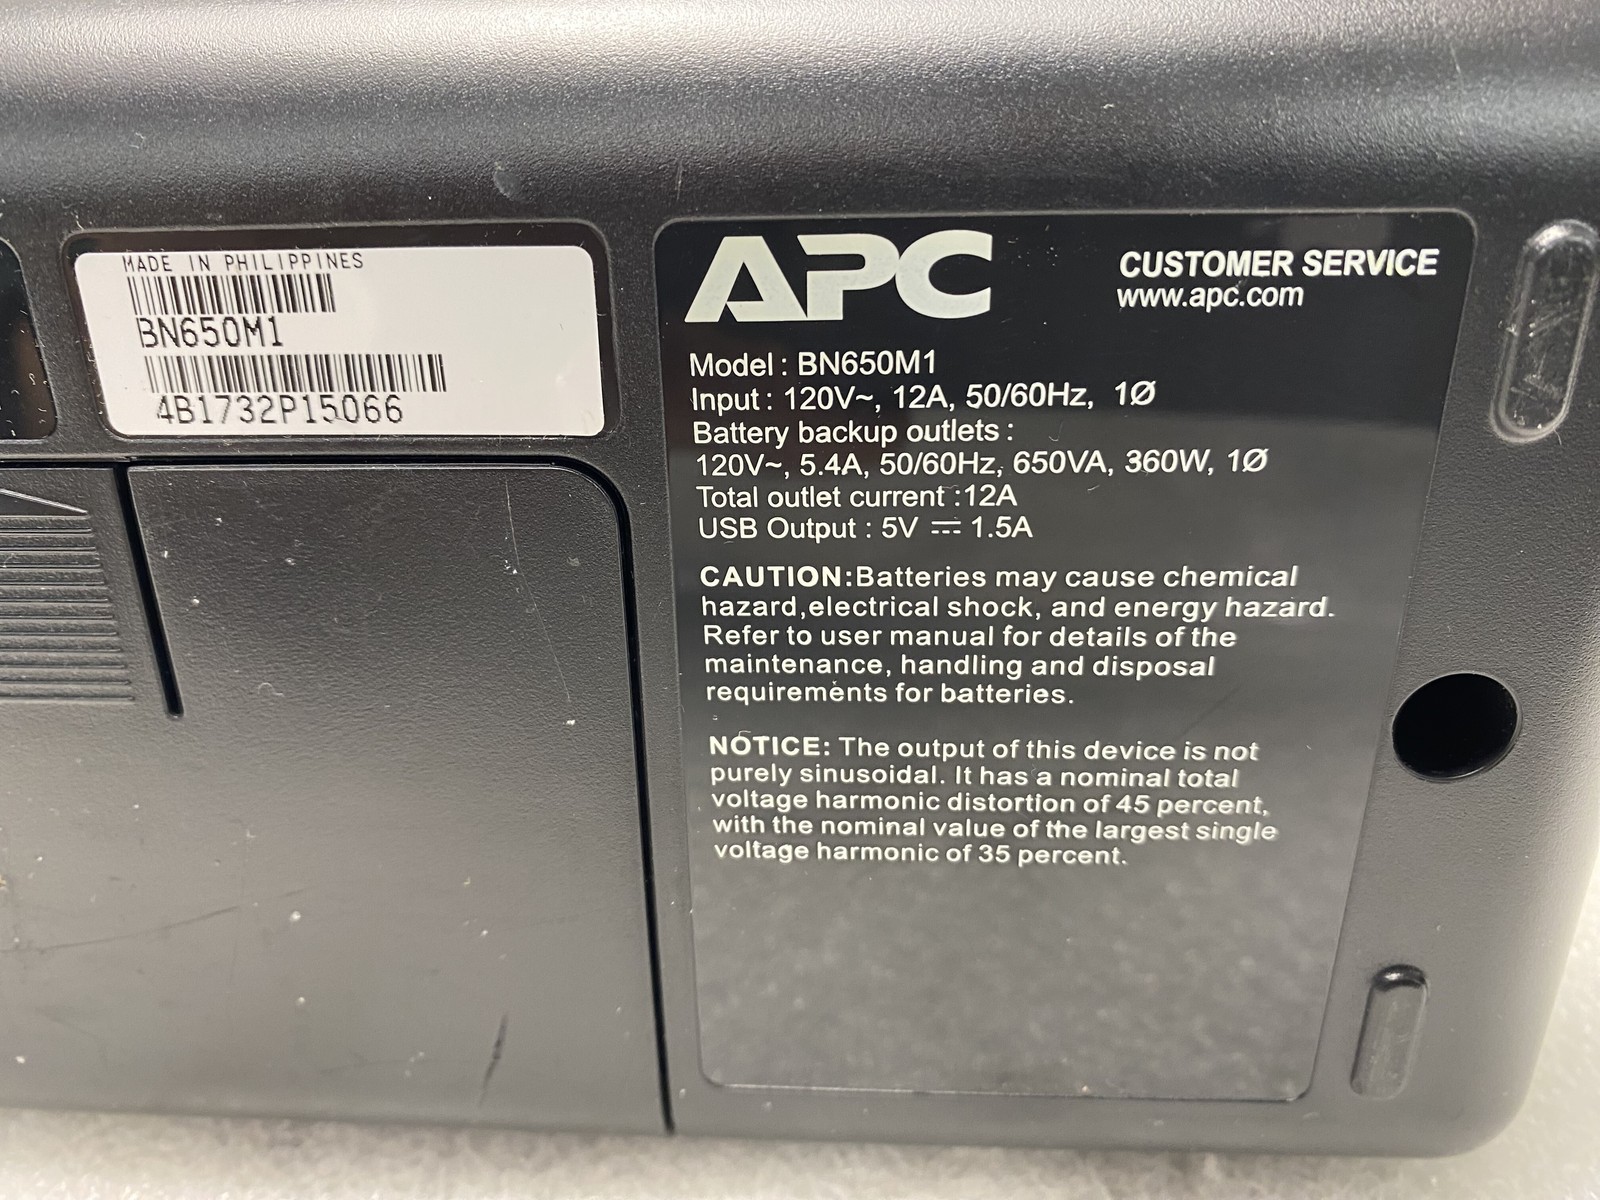 MADE IN PHILIPPINES
BN650M1
4B1732P15066
APC
CUSTOMER SERVICE
www.apc.com
Model : BN650M1
Input : 120V~, 12A, 50/60Hz, 1Ø
Battery backup outlets :
120V~, 5.4A, 50/60Hz, 650VA, 360W, 1Ø
Total outlet current :12A
USB Output : 5V ⎓ 1.5A
CAUTION:Batteries may cause chemical
hazard,electrical shock, and energy hazard.
Refer to user manual for details of the
maintenance, handling and disposal
requirements for batteries.
NOTICE: The output of this device is not
purely sinusoidal. It has a nominal total
voltage harmonic distortion of 45 percent,
with the nominal value of the largest single
voltage harmonic of 35 percent.